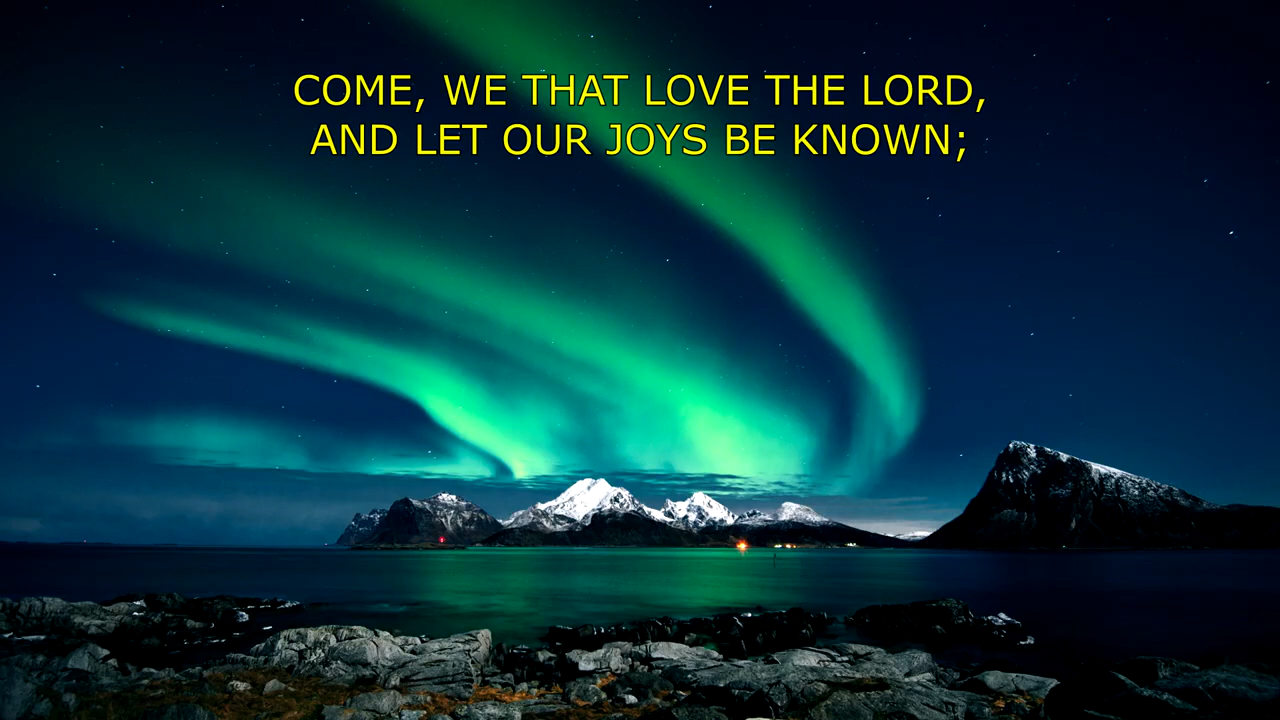 COME, WE THAT LOVE THE LORD,
AND LET OUR JOYS BE KNOWN;